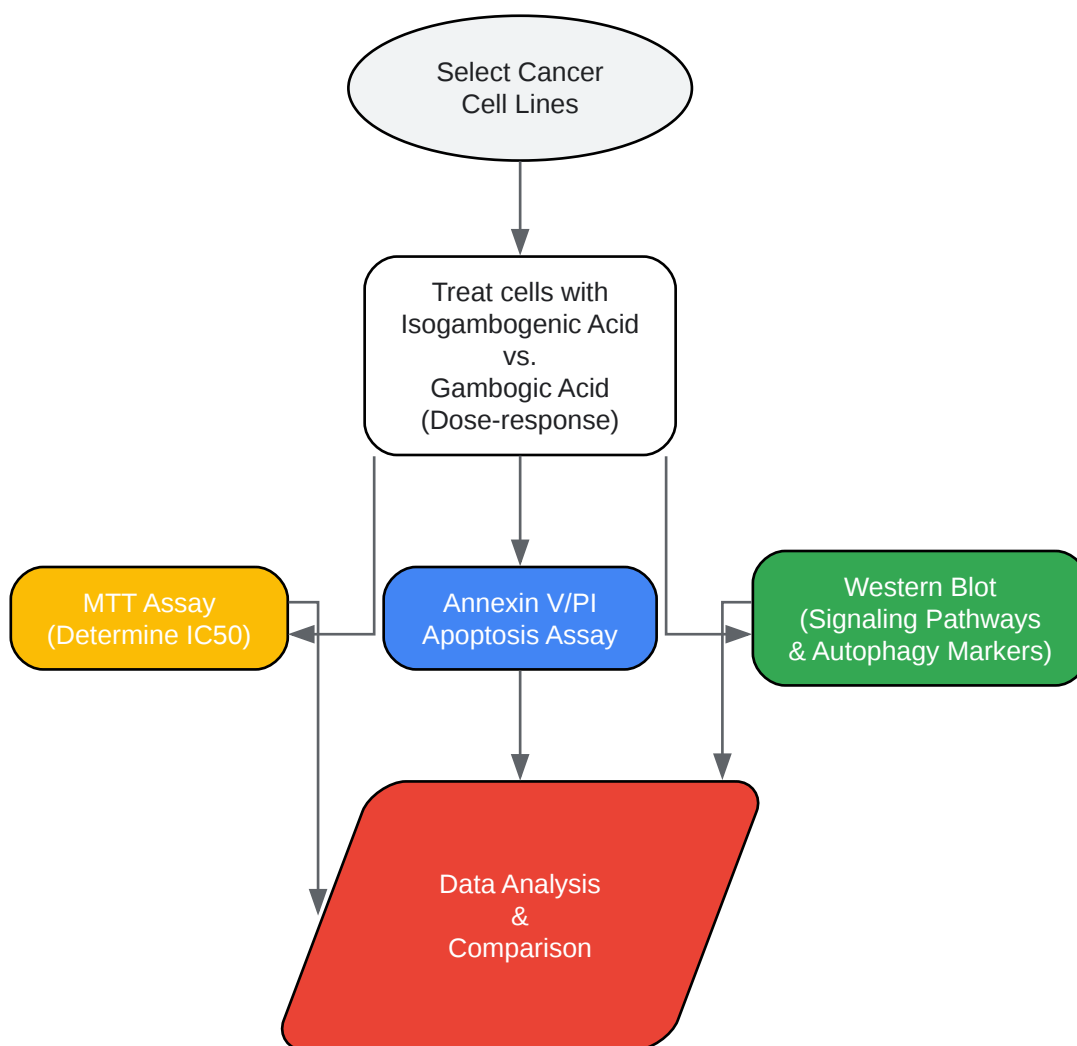 Select Cancer
Cell Lines
Treat cells with
Isogambogenic Acid
vs.
Gambogic Acid
(Dose-response)
MTT Assay
(Determine IC50)
Annexin V/PI
Apoptosis Assay
Western Blot
(Signaling Pathways
& Autophagy Markers)
Data Analysis
&
Comparison